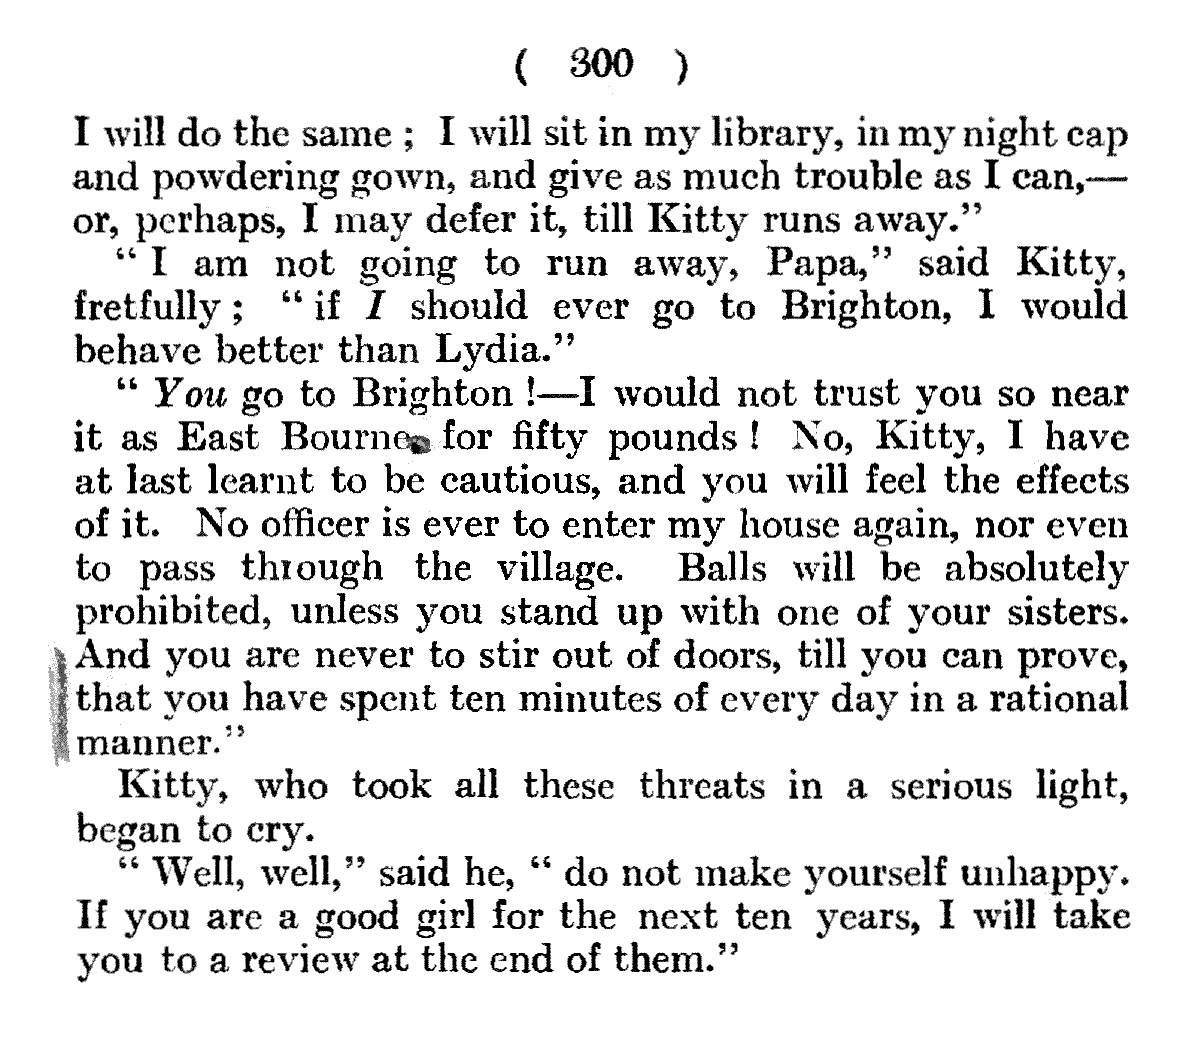 ( 300 )
I will do the same ; I will sit in my library, in my night cap
and powdering gown, and give as much trouble as I can,—
or, perhaps, I may defer it, till Kitty runs away.”
“ I am not going to run away, Papa,” said Kitty,
fretfully ; “ if I should ever go to Brighton, I would
behave better than Lydia.”
“ You go to Brighton !—I would not trust you so near
it as East Bourne for fifty pounds ! No, Kitty, I have
at last learnt to be cautious, and you will feel the effects
of it. No officer is ever to enter my house again, nor even
to pass through the village. Balls will be absolutely
prohibited, unless you stand up with one of your sisters.
And you are never to stir out of doors, till you can prove,
that you have spent ten minutes of every day in a rational
manner.”
Kitty, who took all these threats in a serious light,
began to cry.
“ Well, well,” said he, “ do not make yourself unhappy.
If you are a good girl for the next ten years, I will take
you to a review at the end of them.”